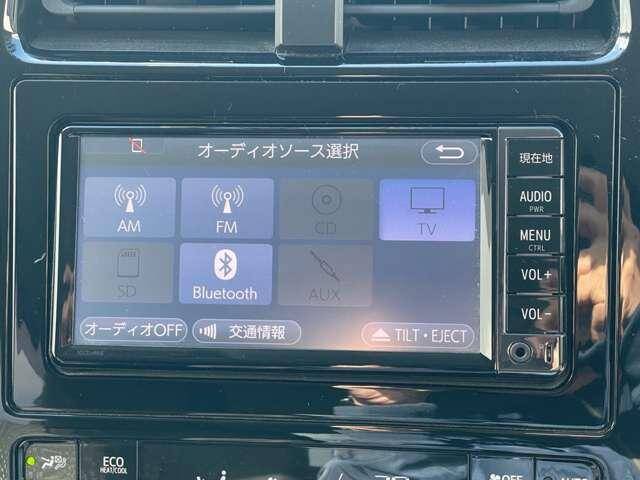 オーディオソース選択
現在地
AM
FM
CD
TV
AUDIO
PWR
MENU
CTRL
SD
Bluetooth
AUX
VOL+
VOL-
オーディオOFF
交通情報
TILT・EJECT
ECO
HEAT/COOL
OFF
AUTO